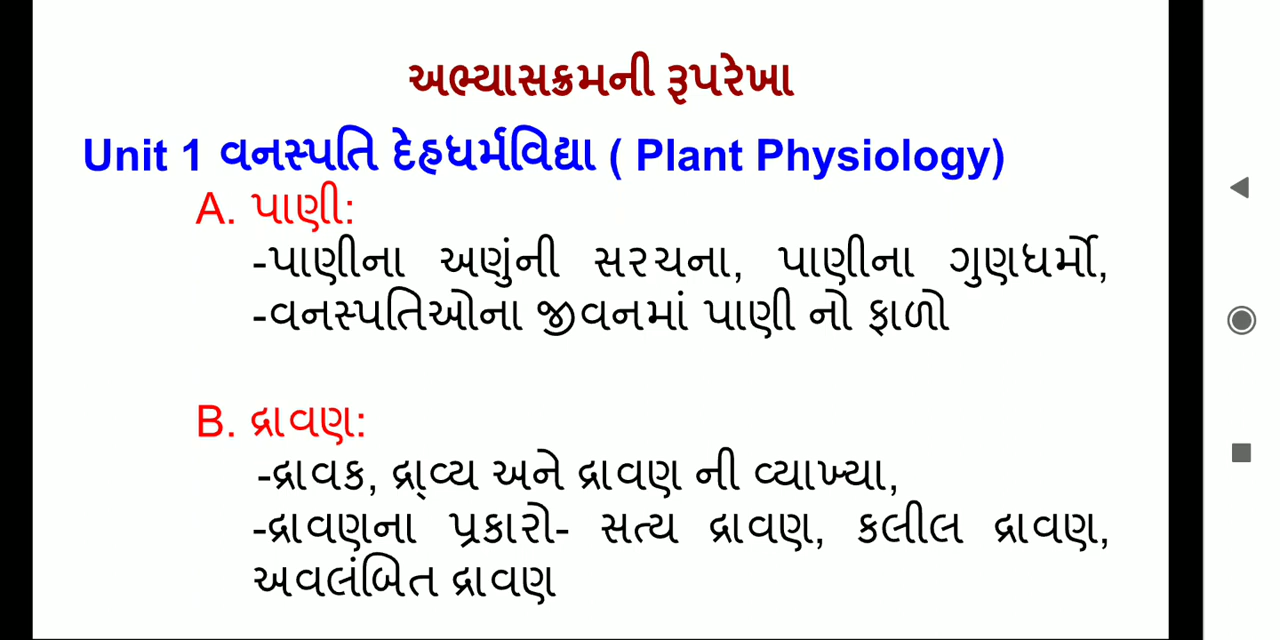 અભ્યાસક્રમની રૂપરેખા
Unit 1 વનસ્પતિ દેહધર્મવિદ્યા ( Plant Physiology)
A. પાણી:
-પાણીના અણુંની સરચના, પાણીના ગુણધર્મો,
-વનસ્પતિઓના જીવનમાં પાણી નો ફાળો
B. દ્રાવણ:
-દ્રાવક, દ્રા્વ્ય અને દ્રાવણ ની વ્યાખ્યા,
-દ્રાવણના પ્રકારો- સત્ય દ્રાવણ, કલીલ દ્રાવણ,
અવલંબિત દ્રાવણ